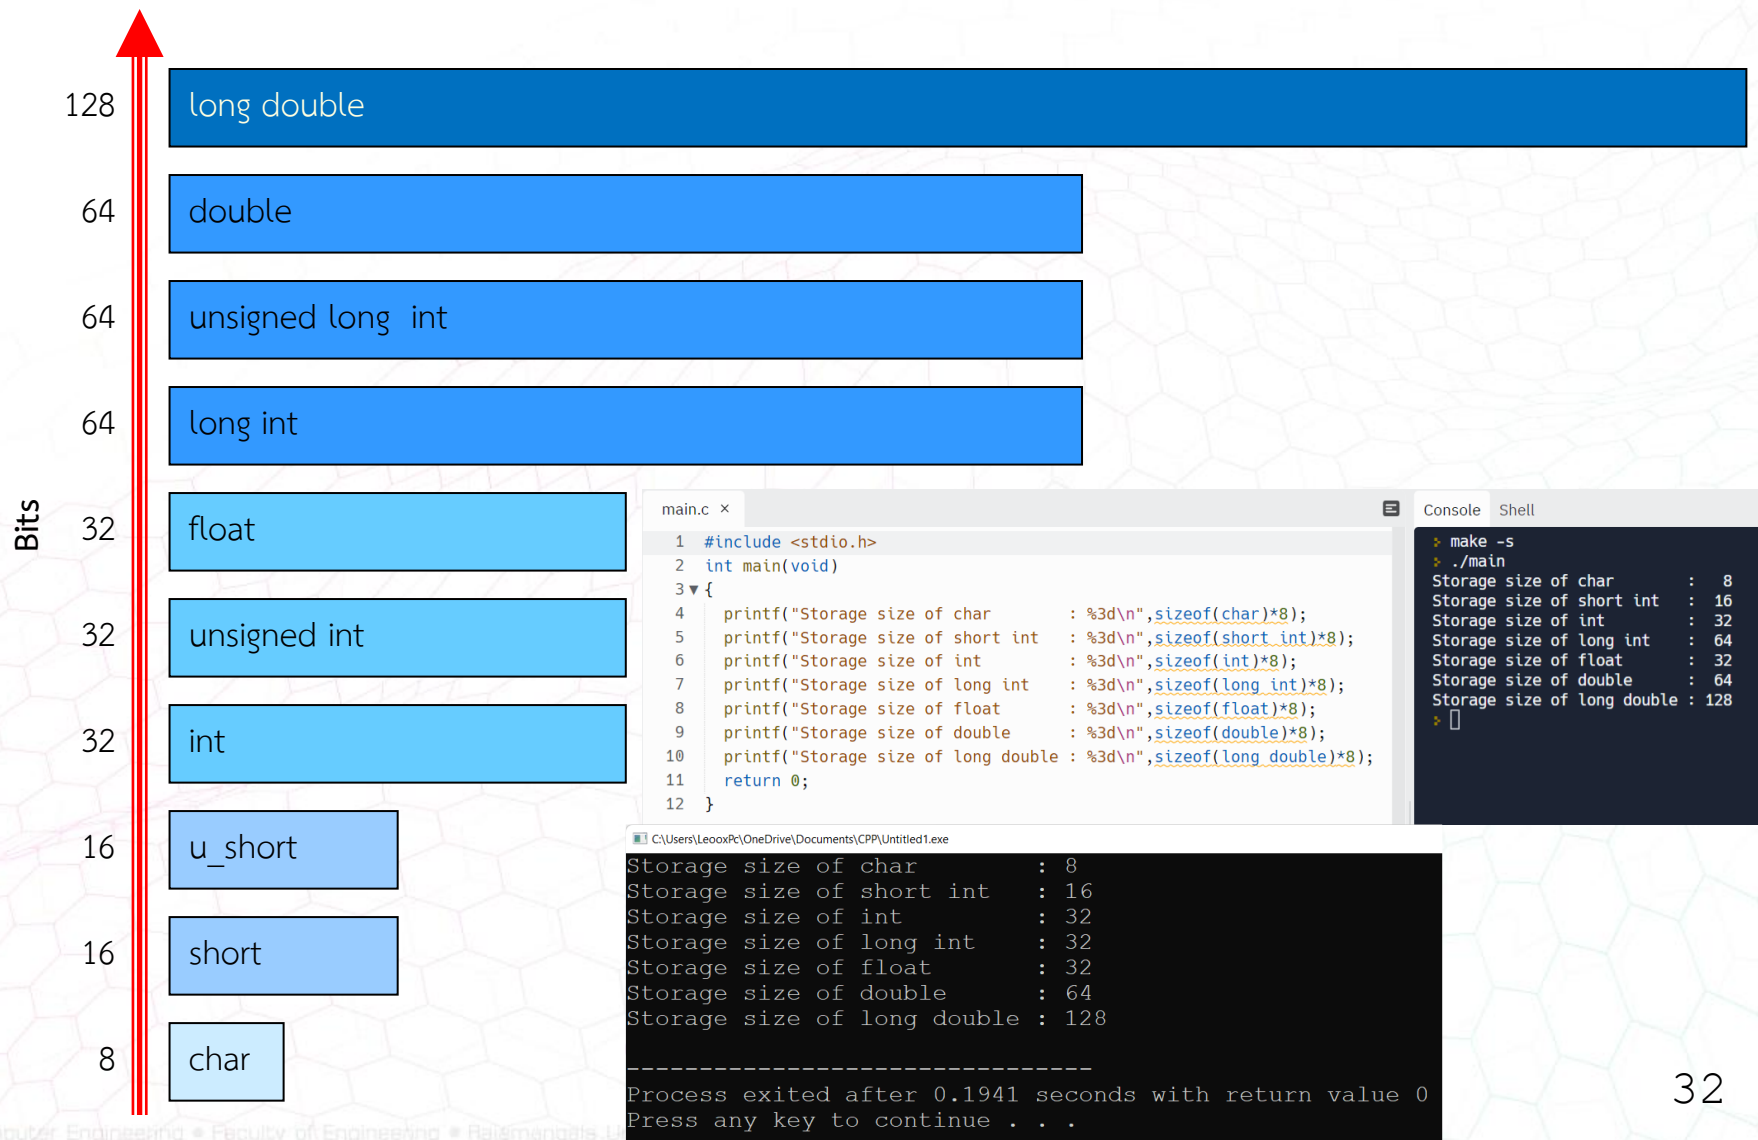 128 long double
64 double
64 unsigned long int
64 long int
Bits
32 float
32 unsigned int
32 int
16 u_short
16 short
8 char
main.c ×
1 #include <stdio.h>
2 int main(void)
3 {
4 printf("Storage size of char       : %3d\n",sizeof(char)*8);
5 printf("Storage size of short int   : %3d\n",sizeof(short int)*8);
6 printf("Storage size of int         : %3d\n",sizeof(int)*8);
7 printf("Storage size of long int    : %3d\n",sizeof(long int)*8);
8 printf("Storage size of float       : %3d\n",sizeof(float)*8);
9 printf("Storage size of double      : %3d\n",sizeof(double)*8);
10 printf("Storage size of long double : %3d\n",sizeof(long double)*8);
11 return 0;
12 }
Console Shell
make -s
./main
Storage size of char        :   8
Storage size of short int   :  16
Storage size of int         :  32
Storage size of long int    :  64
Storage size of float       :  32
Storage size of double      :  64
Storage size of long double : 128
C:\Users\LeooxPc\OneDrive\Documents\CPP\Untitled1.exe
Storage size of char        : 8
Storage size of short int   : 16
Storage size of int         : 32
Storage size of long int    : 32
Storage size of float       : 32
Storage size of double      : 64
Storage size of long double : 128
--------------------------------
Process exited after 0.1941 seconds with return value 0
Press any key to continue . . .
32
Engineering • Faculty of Engineering •